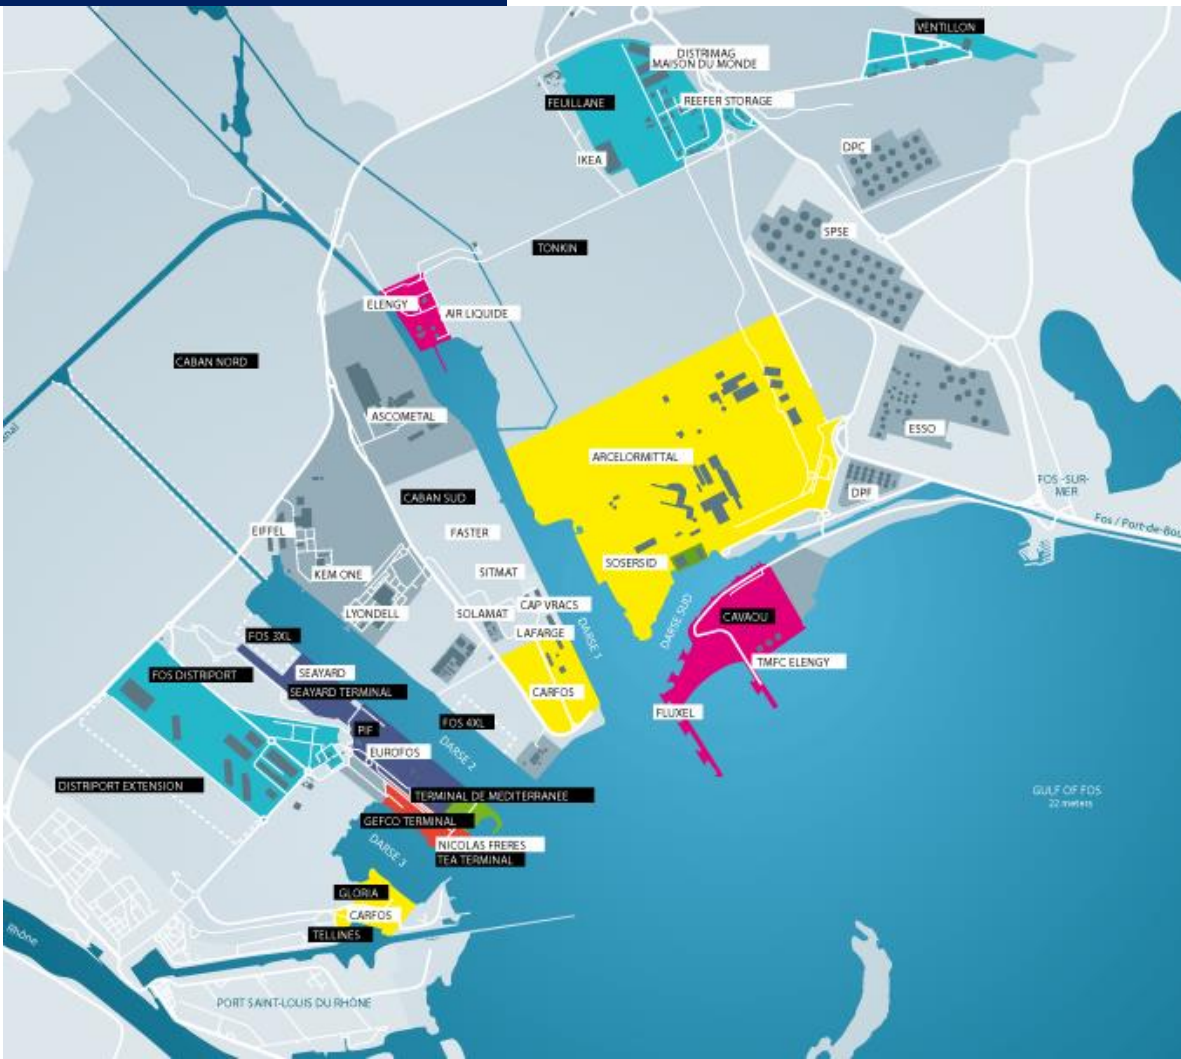 VENTILLON
DISTRIMAG
MAISON DU MONDE
FEUILLANE
REEFER STORAGE
DPC
IKEA
SPSE
TONKIN
ELENGY
AIR LIQUIDE
CABAN NORD
ASCOMETAL
ESSO
ARCELORMITTAL
FOS -SUR-
MER
DPF
CABAN SUD
Fos / Port-de-Bou
EIFFEL
FASTER
SOSERSID
KEM ONE
SITMAT
CAP VRACS
LYONDELL
SOLAMAT
LAFARGE
DARSE 1
DARSE SUD
CAVAOU
FOS 3XL
TMFC ELENGY
FOS DISTRIPORT
SEAYARD
SEAYARD TERMINAL
CARFOS
FLUXEL
FOS 4XL
PIF
EUROFOS
DARSE 2
DISTRIPORT EXTENSION
TERMINAL DE MEDITERRANEE
GULF OF FOS
22 meters
GEFCO TERMINAL
NICOLAS FRERES
DARSE 3
TEA TERMINAL
GLORIA
CARFOS
TELLINES
Rhône
PORT SAINT-LOUIS DU RHÔNE